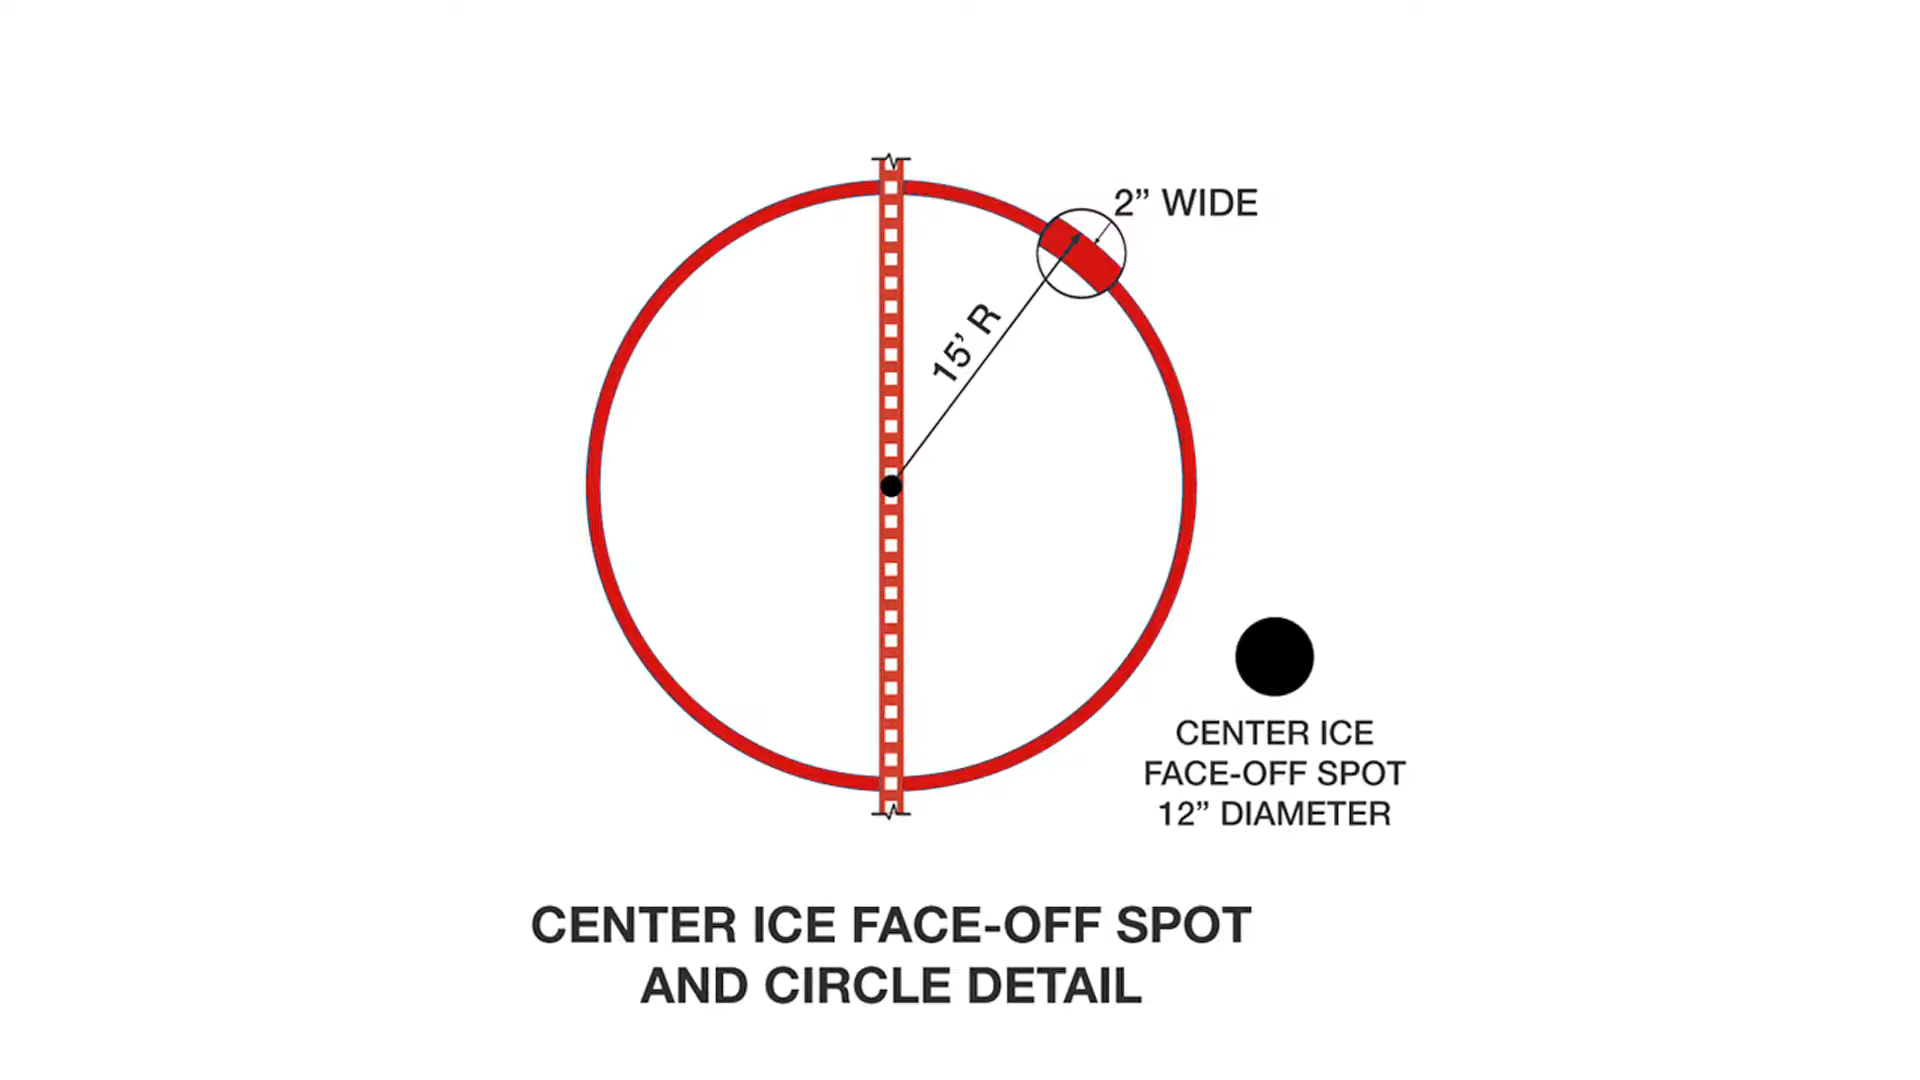 2” WIDE
15’ R
CENTER ICE
FACE-OFF SPOT
12” DIAMETER
CENTER ICE FACE-OFF SPOT
AND CIRCLE DETAIL